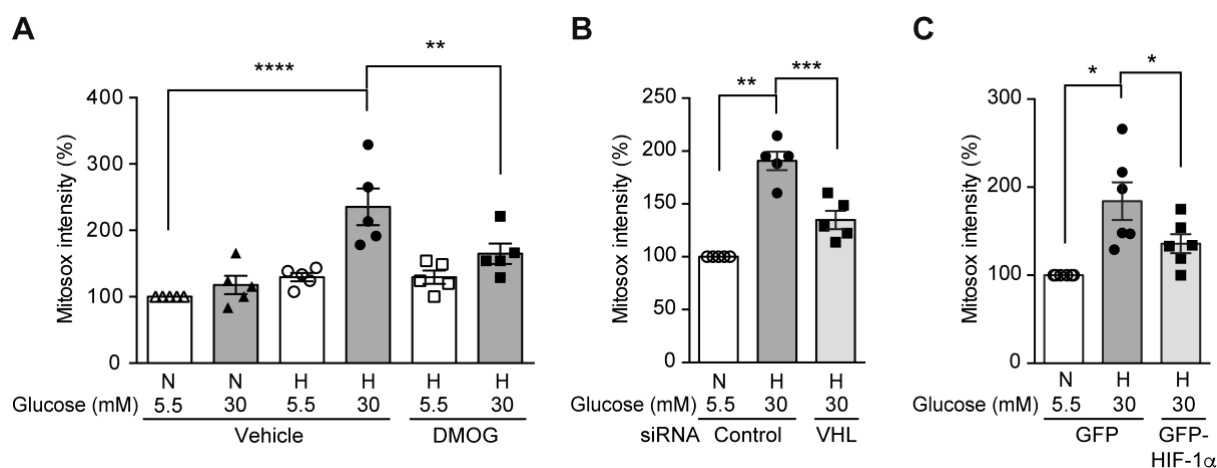 A
Mitosox intensity (%)
400
300
200
100
0
****
**
N N H H H H
Glucose (mM) 5.5 30 5.5 30 5.5 30
Vehicle DMOG
B
Mitosox intensity (%)
250
200
150
100
50
0
** ***
N H H
Glucose (mM) 5.5 30 30
siRNA Control VHL
C
Mitosox intensity (%)
300
200
100
0
* *
N H H
Glucose (mM) 5.5 30 30
GFP GFP-
HIF-1α